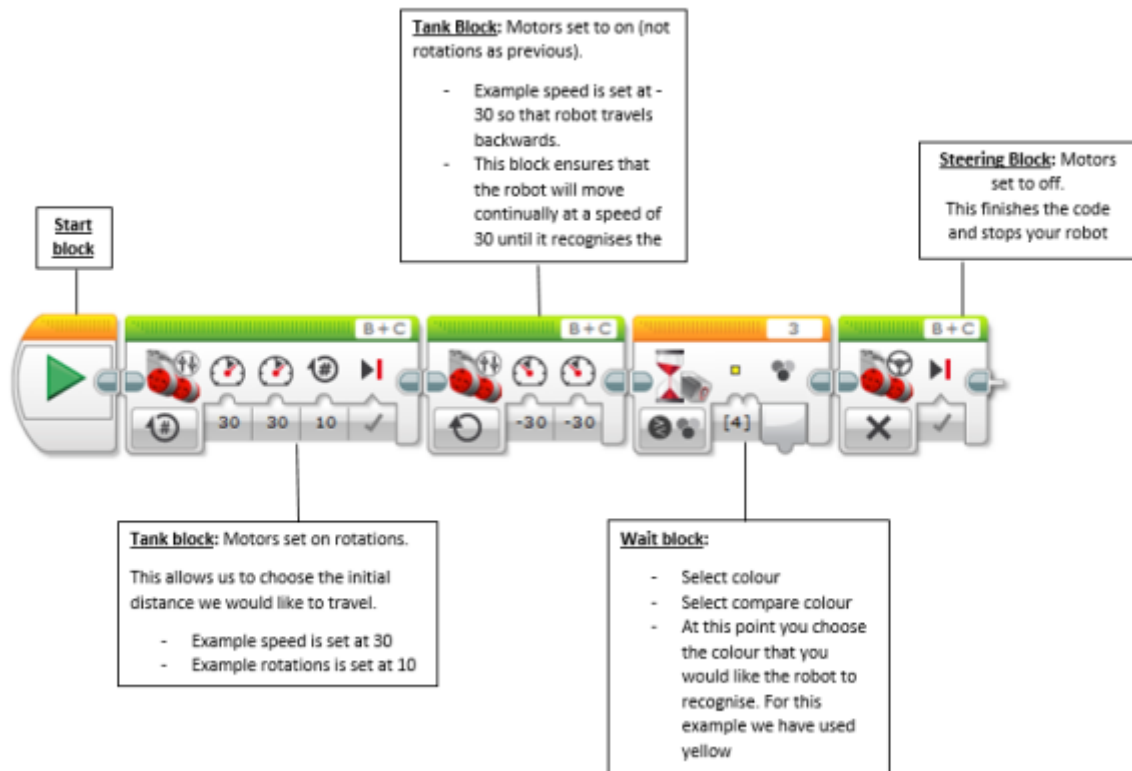 Tank Block: Motors set to on (not
rotations as previous).
- Example speed is set at -
30 so that robot travels
backwards.
- This block ensures that
the robot will move
continually at a speed of
30 until it recognises the
Steering Block: Motors
set to off.
This finishes the code
and stops your robot
Start
block
B + C
B + C
3
B + C
#
#
30 30 10
-30 -30
[4]
Tank block: Motors set on rotations.
This allows us to choose the initial
distance we would like to travel.
- Example speed is set at 30
- Example rotations is set at 10
Wait block:
- Select colour
- Select compare colour
- At this point you choose
the colour that you
would like the robot to
recognise. For this
example we have used
yellow